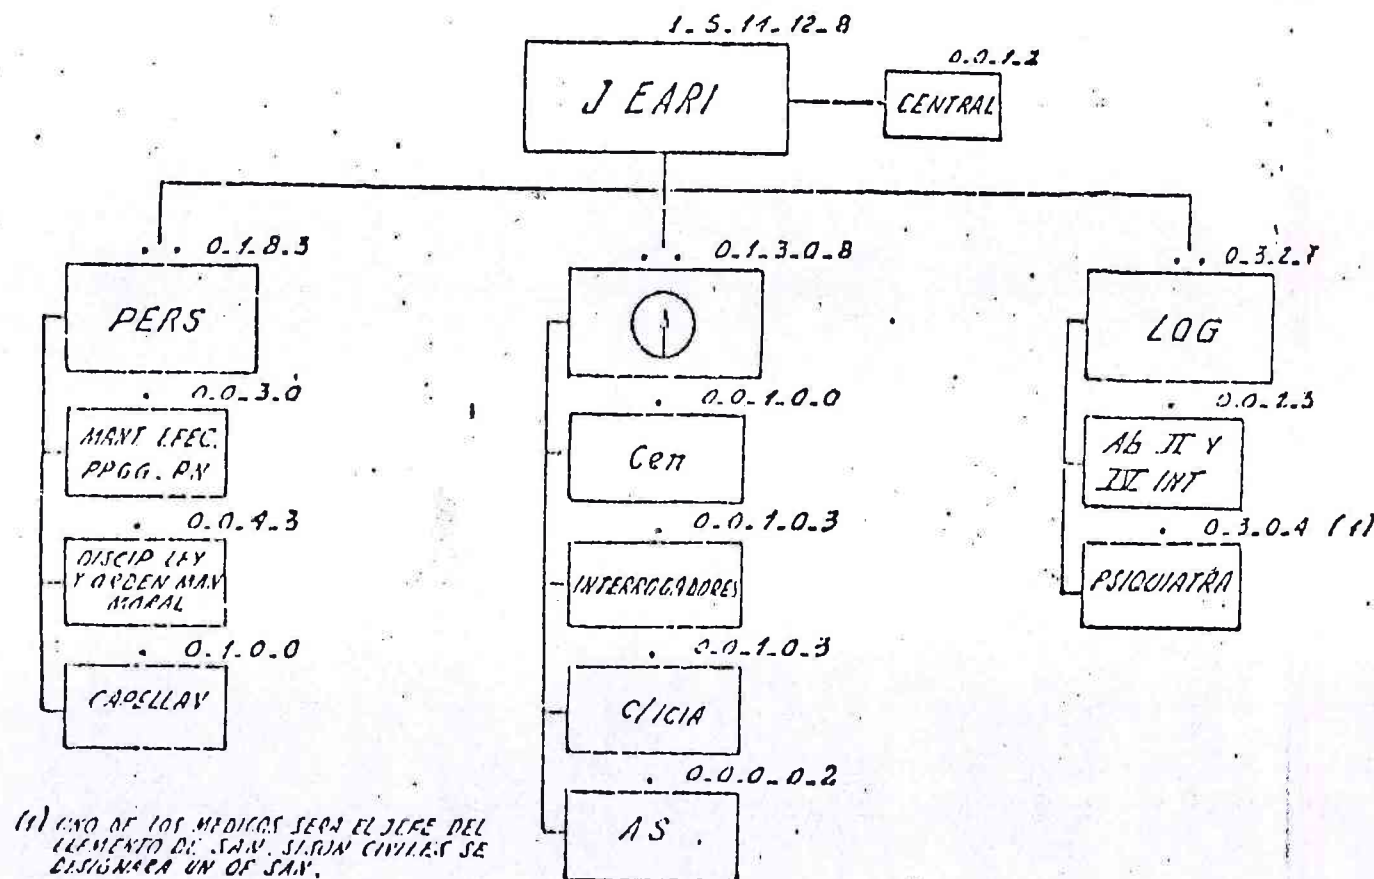 1-5-11-12-8
J EARI
0.0.1.2
CENTRAL
0-1-8-3
PERS
0.0.3.0
MANT EFEC.
PPGG. PN
0.0.4.3
DISCIP LEY
Y ORDEN MAN
MORAL
0.1.0.0
CAPELLAN
0.1.3.0.8
0.0.1.0.0
Cen
0.0.1.0.3
INTERROGADORES
0.0.1.0.3
C/ICIA
0.0.0.0.2
AS
0.3.2.7
LOG
0.0.2.3
Ab II Y
IV INT
0.3.0.4 (1)
PSIQUIATRA
(1) UNO DE LOS MEDICOS SERA EL JEFE DEL
ELEMENTO DE SAN. SI SON CIVILES SE
DESIGNARA UN OF SAN.